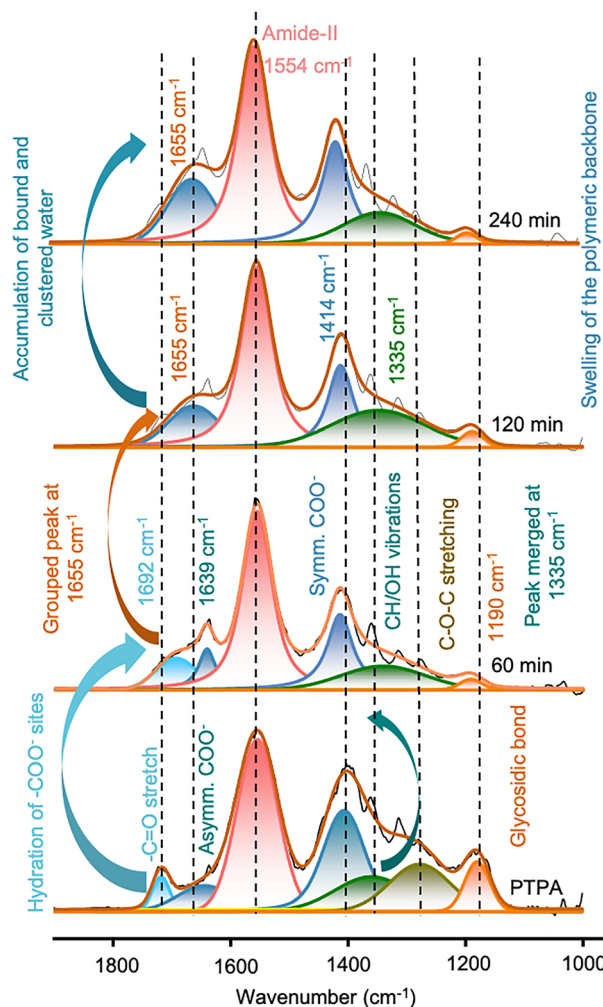 Amide-II
1554 cm⁻¹
1655 cm⁻¹
240 min
Accumulation of bound and
clustered water
Swelling of the polymeric backbone
1655 cm⁻¹
1414 cm⁻¹
1335 cm⁻¹
120 min
Grouped peak at
1655 cm⁻¹
1692 cm⁻¹
1639 cm⁻¹
Symm. COO⁻
CH/OH vibrations
C-O-C stretching
1190 cm⁻¹
Peak merged at
1335 cm⁻¹
60 min
Hydration of -COO⁻ sites
-C=O stretch
Asymm. COO⁻
Glycosidic bond
PTPA
1800
1600
1400
1200
1000
Wavenumber (cm⁻¹)